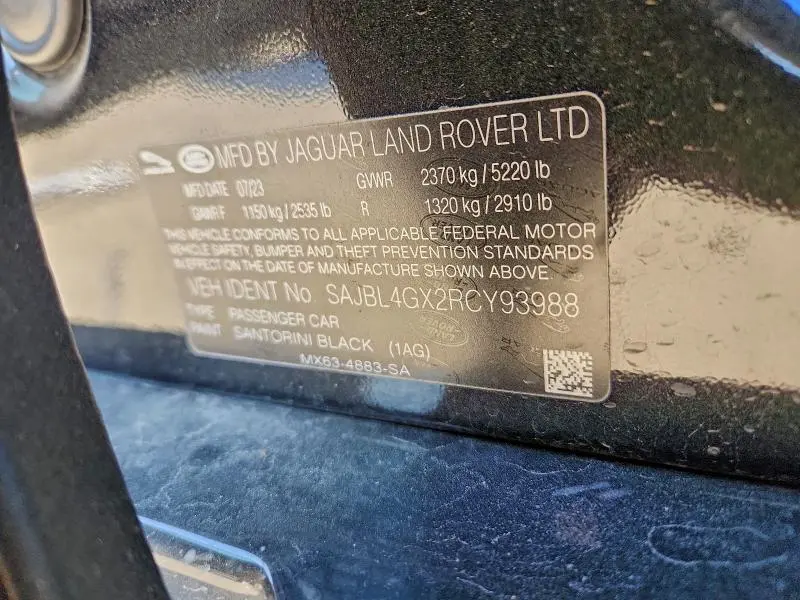 MFD BY JAGUAR LAND ROVER LTD
MFD DATE 07/23 GVWR 2370 kg / 5220 lb
GAWR F 1150 kg / 2535 lb R 1320 kg / 2910 lb
THIS VEHICLE CONFORMS TO ALL APPLICABLE FEDERAL MOTOR
VEHICLE SAFETY, BUMPER AND THEFT PREVENTION STANDARDS
IN EFFECT ON THE DATE OF MANUFACTURE SHOWN ABOVE.
VEH IDENT No. SAJBL4GX2RCY93988
TYPE PASSENGER CAR
PAINT SANTORINI BLACK (1AG)
MX63-4883-SA